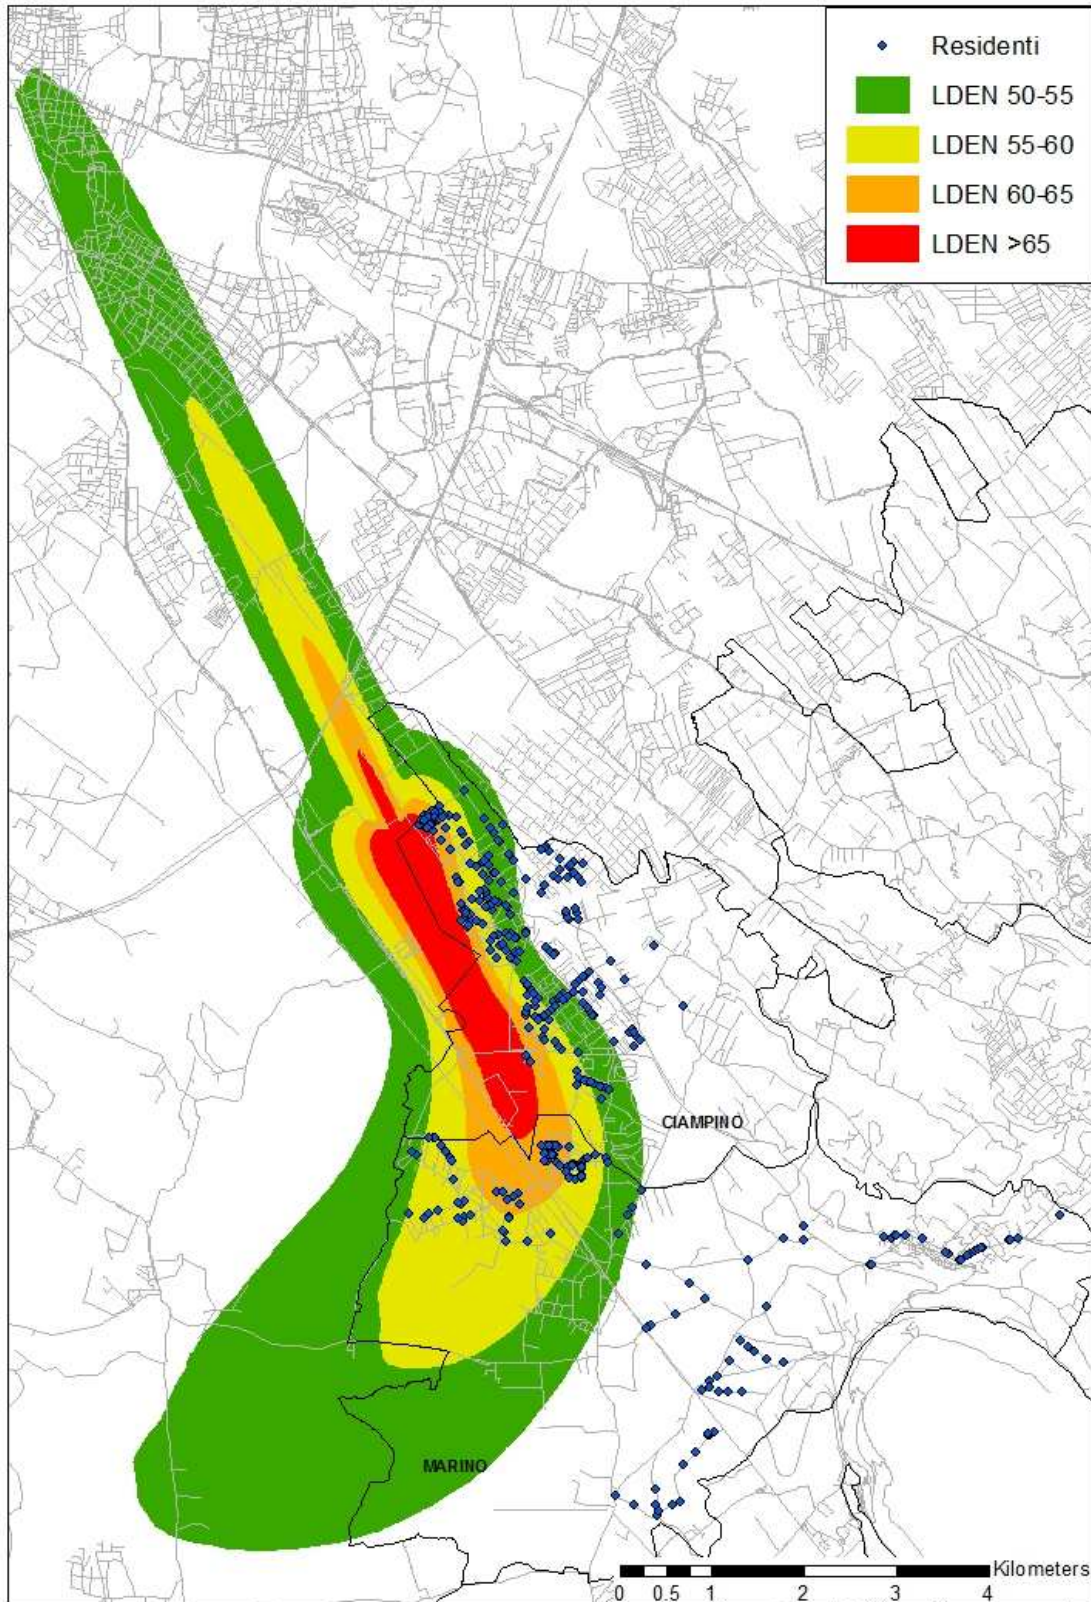 Residenti
LDEN 50-55
LDEN 55-60
LDEN 60-65
LDEN >65
CIAMPINO
MARINO
Kilometers
0 0.5 1 2 3 4